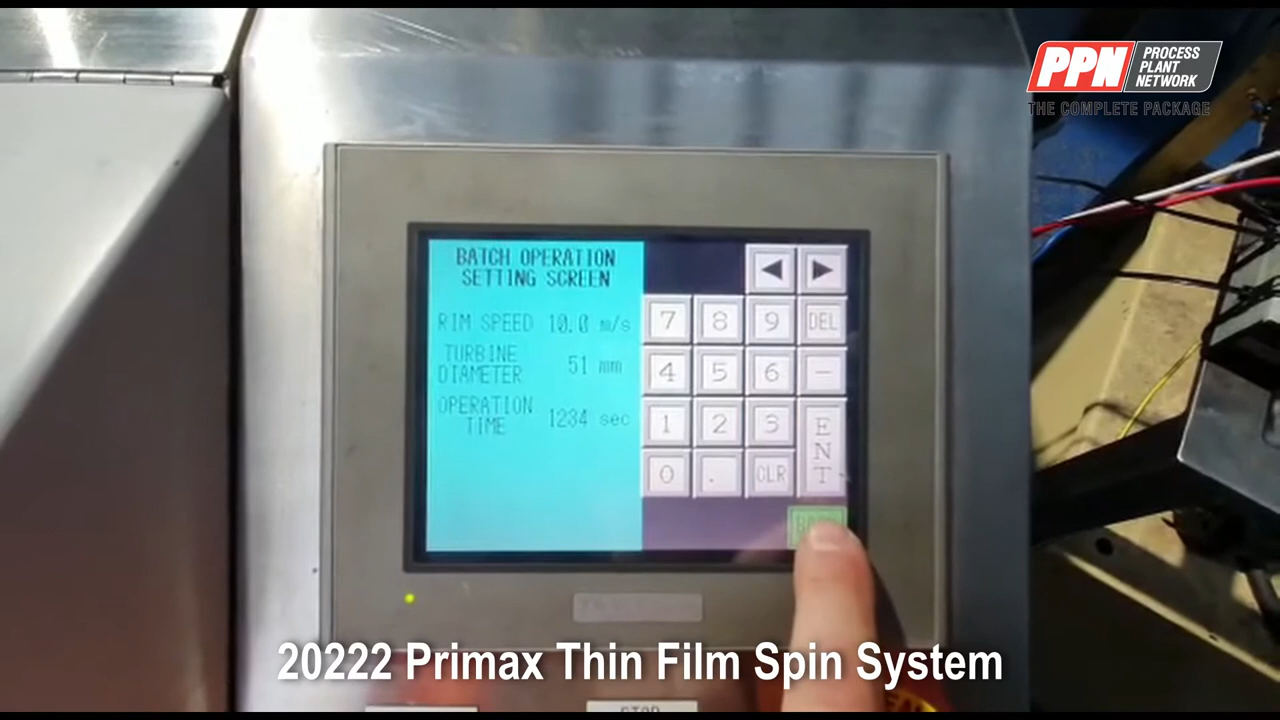 PPN
PROCESS
PLANT
NETWORK
THE COMPLETE PACKAGE
BATCH OPERATION
SETTING SCREEN
RIM SPEED 10.0 m/s
TURBINE
DIAMETER 51 mm
OPERATION
TIME 1234 sec
◀ ▶
7 8 9 DEL
4 5 6 —
1 2 3 ENT
0 . CLR
20222 Primax Thin Film Spin System
STOP